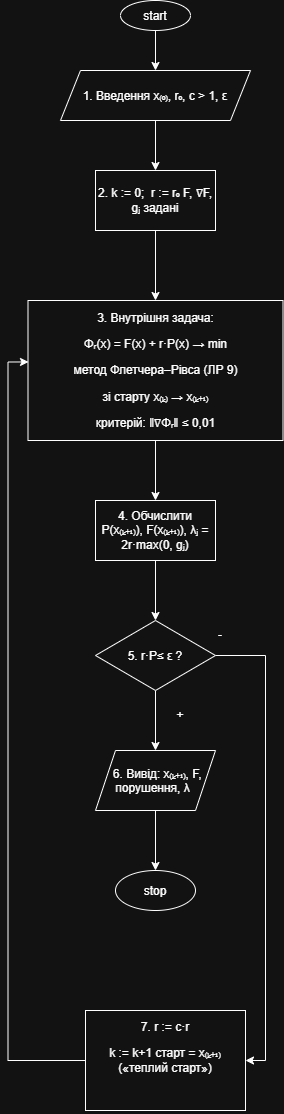 start
1. Введення x₍₀₎, r₀, c > 1, ε
2. k := 0; r := r₀ F, ∇F,
gⱼ задані
3. Внутрішня задача:
Φᵣ(x) = F(x) + r·P(x) → min
метод Флетчера–Рівса (ЛР 9)
зі старту x₍ₖ₎ → x₍ₖ₊₁₎
критерій: ‖∇Φᵣ‖ ≤ 0,01
4. Обчислити
P(x₍ₖ₊₁₎), F(x₍ₖ₊₁₎), λⱼ =
2r·max(0, gⱼ)
-
5. r·P≤ ε ?
+
6. Вивід: x₍ₖ₊₁₎, F,
порушення, λ
stop
7. r := c·r
k := k+1 старт = x₍ₖ₊₁₎
(«теплий старт»)